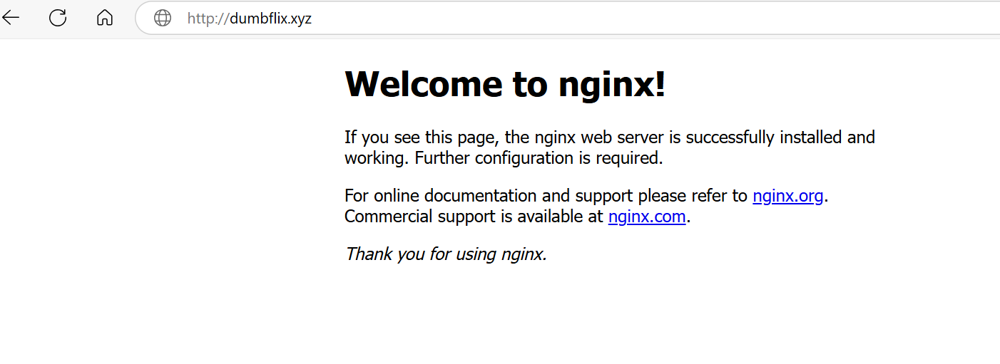 http://dumbflix.xyz
Welcome to nginx!
If you see this page, the nginx web server is successfully installed and
working. Further configuration is required.
For online documentation and support please refer to nginx.org.
Commercial support is available at nginx.com.
Thank you for using nginx.